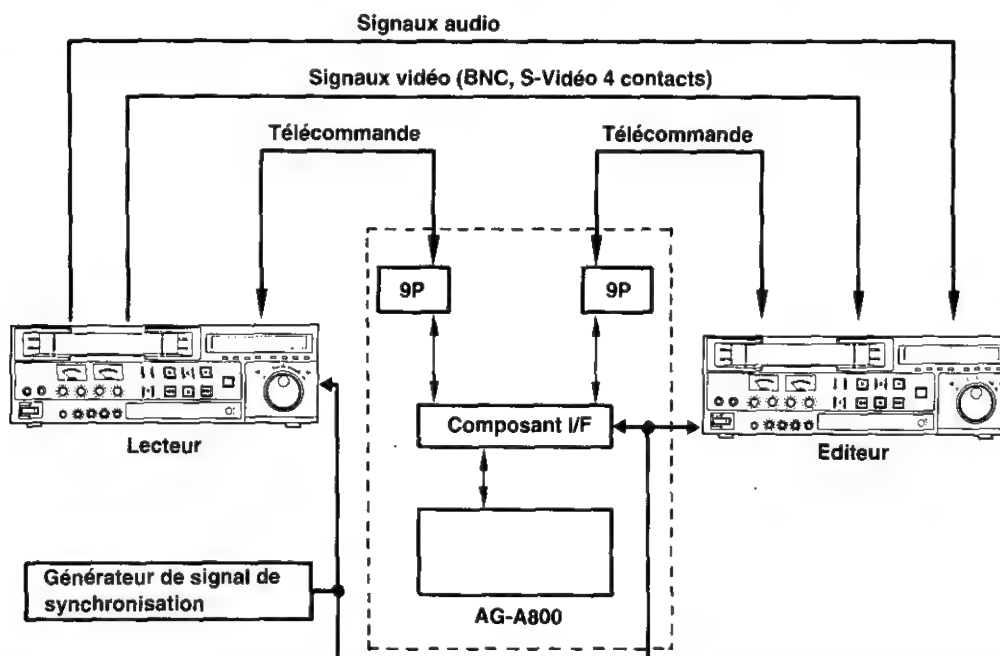 Signaux audio
Signaux vidéo (BNC, S-Vidéo 4 contacts)
Télécommande
Télécommande
9P
9P
Composant I/F
Lecteur
Editeur
Générateur de signal de
synchronisation
AG-A800